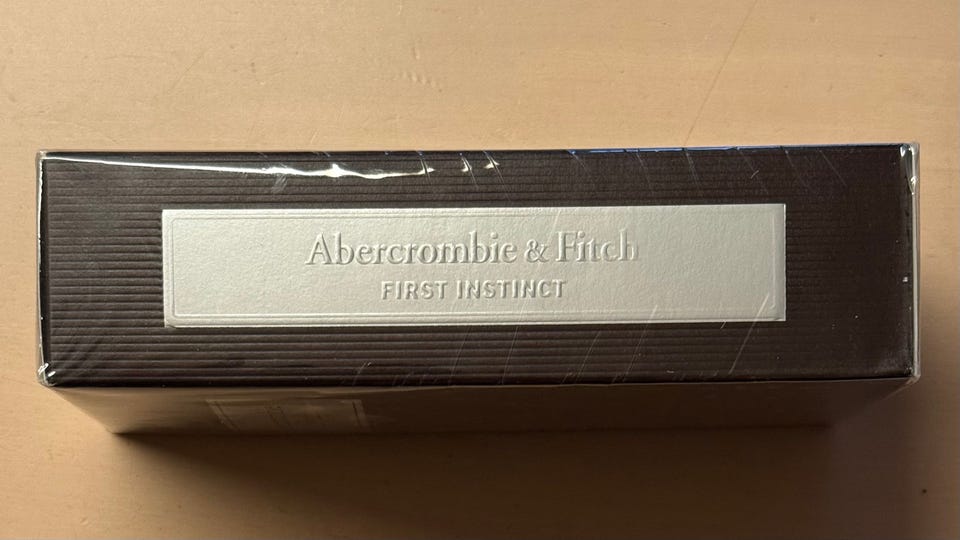 Abercrombie & Fitch
FIRST INSTINCT